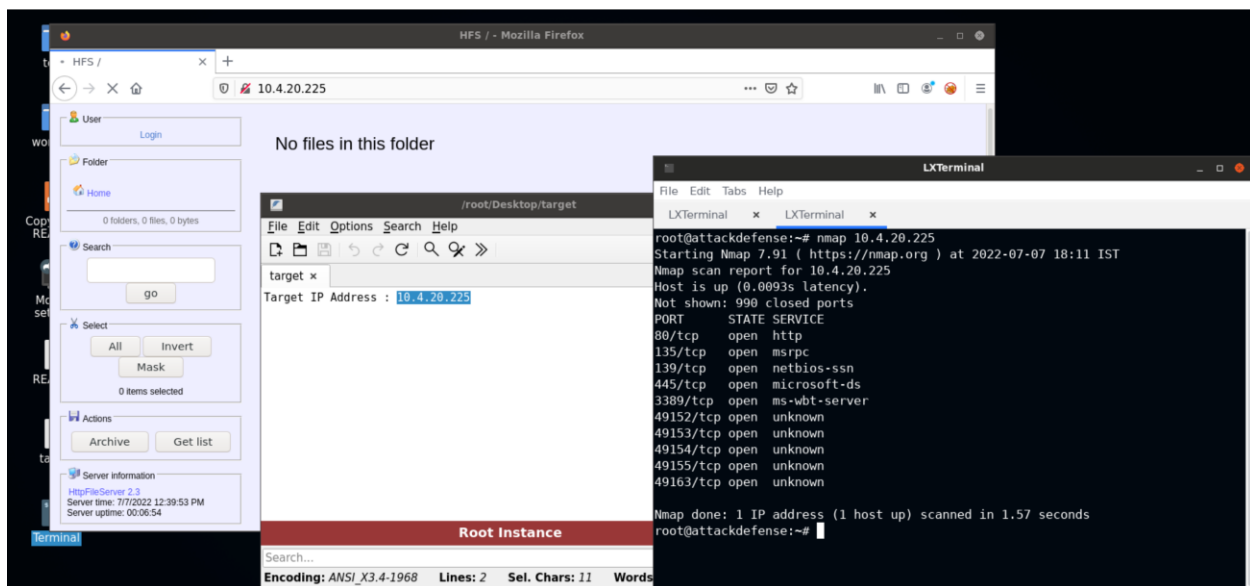 HFS / - Mozilla Firefox
HFS /
10.4.20.225
User
Login
Folder
Home
0 folders, 0 files, 0 bytes
Search
go
Select
All Invert
Mask
0 items selected
Actions
Archive Get list
Server information
HttpFileServer 2.3
Server time: 7/7/2022 12:39:53 PM
Server uptime: 00:06:54
No files in this folder
Terminal
/root/Desktop/target
File Edit Options Search Help
target
Target IP Address : 10.4.20.225
Root Instance
Search...
Encoding: ANSI_X3.4-1968 Lines: 2 Sel. Chars: 11 Words
LXTerminal
File Edit Tabs Help
LXTerminal LXTerminal
root@attackdefense:~# nmap 10.4.20.225
Starting Nmap 7.91 ( https://nmap.org ) at 2022-07-07 18:11 IST
Nmap scan report for 10.4.20.225
Host is up (0.0093s latency).
Not shown: 990 closed ports
PORT STATE SERVICE
80/tcp open http
135/tcp open msrpc
139/tcp open netbios-ssn
445/tcp open microsoft-ds
3389/tcp open ms-wbt-server
49152/tcp open unknown
49153/tcp open unknown
49154/tcp open unknown
49155/tcp open unknown
49163/tcp open unknown
Nmap done: 1 IP address (1 host up) scanned in 1.57 seconds
root@attackdefense:~#